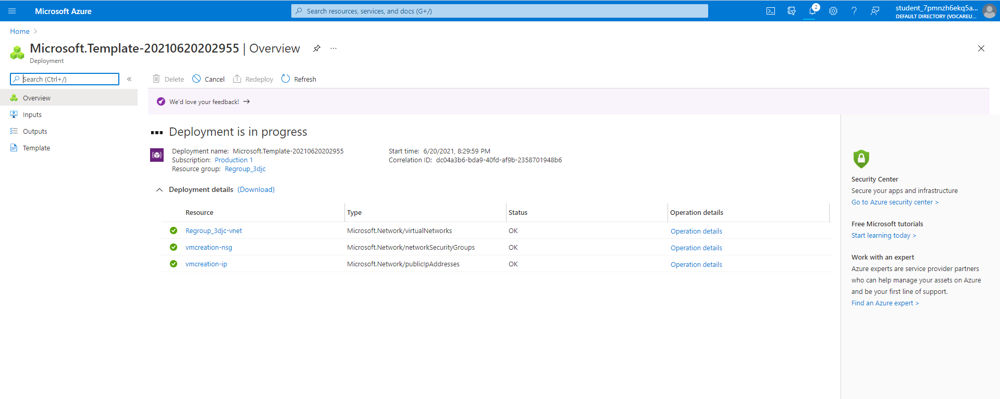 Microsoft Azure
Search resources, services, and docs (G+/)
2
student_7pmnzh6ekq5a...
DEFAULT DIRECTORY (VOCAREU...
Home
Microsoft.Template-20210620202955 | Overview
Deployment
Search (Ctrl+/)
Overview
Inputs
Outputs
Template
Delete
Cancel
Redeploy
Refresh
We'd love your feedback!
Deployment is in progress
Deployment name: Microsoft.Template-20210620202955
Subscription: Production 1
Resource group: Regroup_3djc
Start time: 6/20/2021, 8:29:59 PM
Correlation ID: dc04a3b6-bda9-40fd-af9b-2358701948b6
Deployment details (Download)
Resource Type Status Operation details
Regroup_3djc-vnet Microsoft.Network/virtualNetworks OK Operation details
vmcreation-nsg Microsoft.Network/networkSecurityGroups OK Operation details
vmcreation-ip Microsoft.Network/publicIpAddresses OK Operation details
Security Center
Secure your apps and infrastructure
Go to Azure security center >
Free Microsoft tutorials
Start learning today >
Work with an expert
Azure experts are service provider partners
who can help manage your assets on Azure
and be your first line of support.
Find an Azure expert >